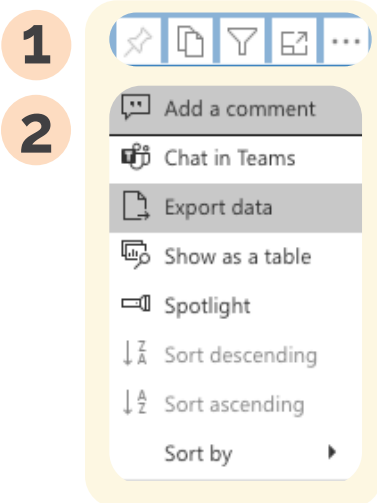 1
2
Add a comment
Chat in Teams
Export data
Show as a table
Spotlight
Z
A
Sort descending
A
Z
Sort ascending
Sort by